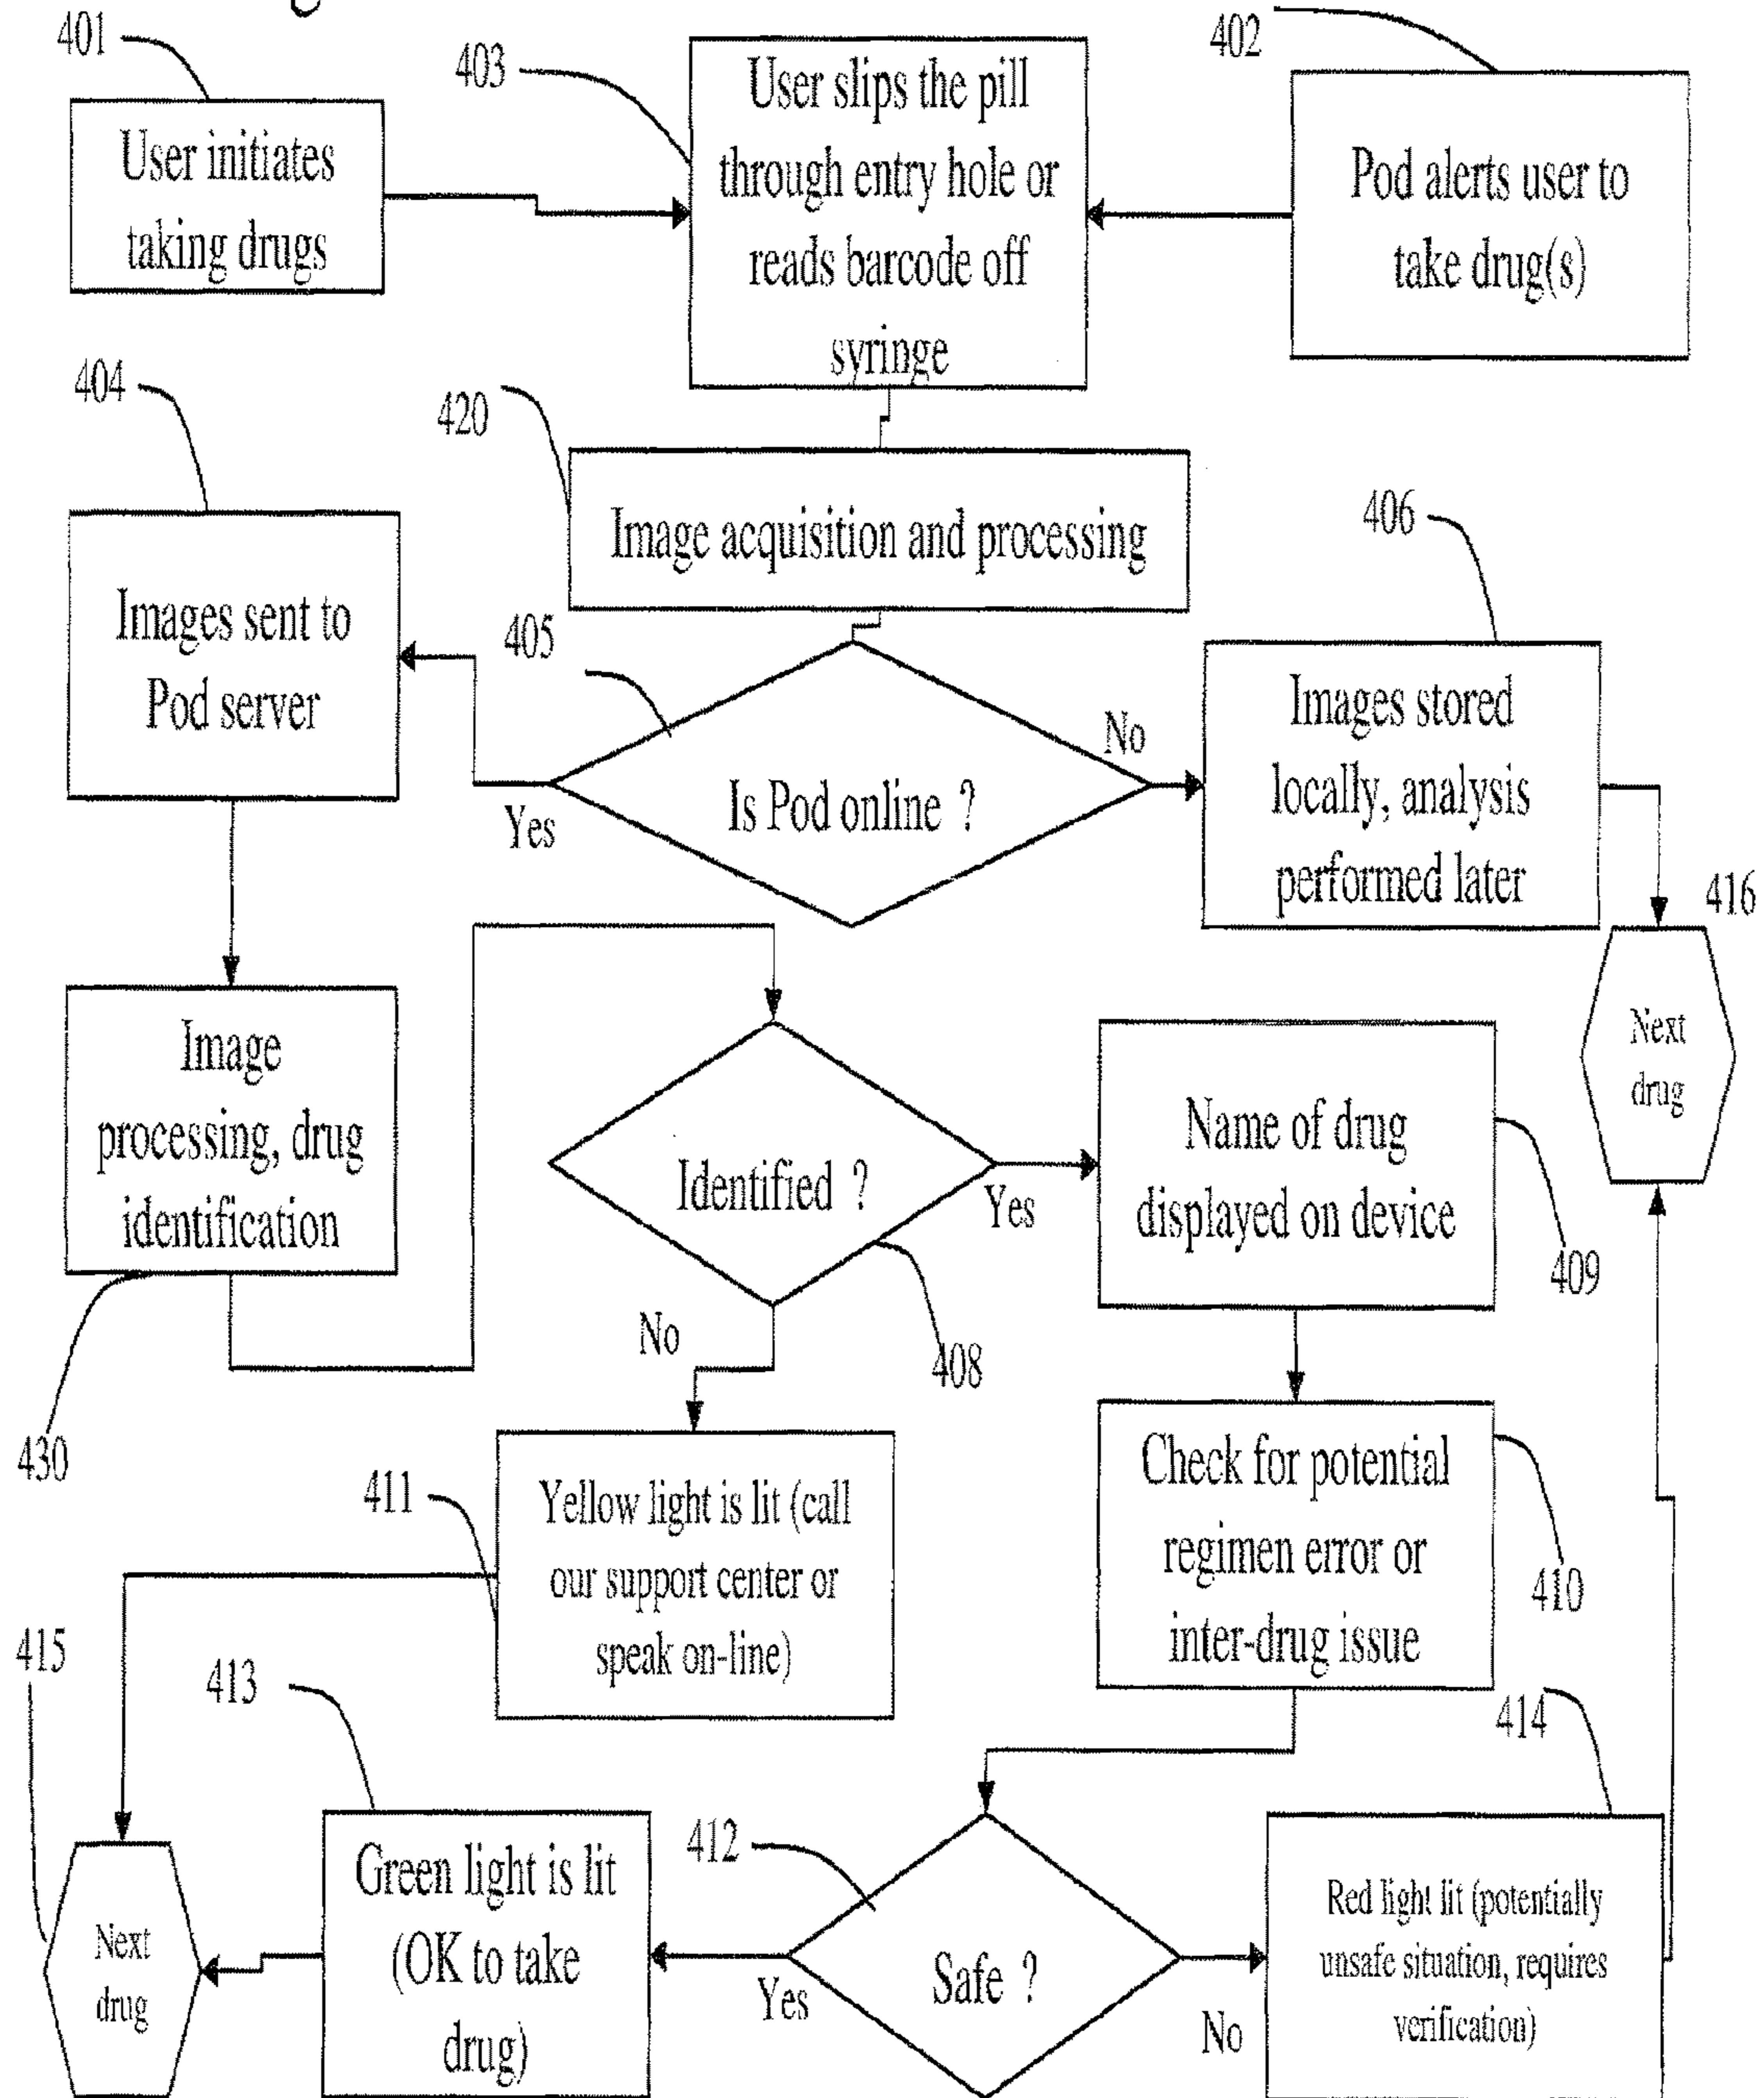 401
403
402
User initiates
taking drugs
User slips the pill
through entry hole or
reads barcode off
syringe
Pod alerts user to
take drug(s)
404
420
Image acquisition and processing
406
Images sent to
Pod server
405
Is Pod online ?
Yes
No
Images stored
locally, analysis
performed later
416
Next
drug
Image
processing, drug
identification
430
Identified ?
Yes
No
408
Name of drug
displayed on device
409
411
Yellow light is lit (call
our support center or
speak on-line)
Check for potential
regimen error or
inter-drug issue
410
415
413
412
414
Next
drug
Green light is lit
(OK to take
drug)
Safe ?
Yes
No
Red light lit (potentially
unsafe situation, requires
verification)